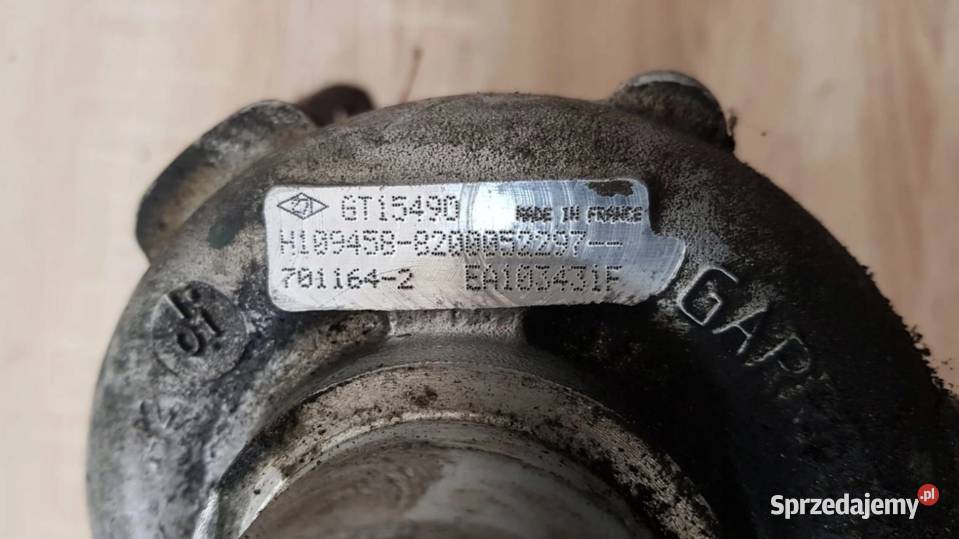 GT1549D MADE IN FRANCE
H109458-8200052297--
701164-2 EA103431F
GAR
Sprzedajemy.pl